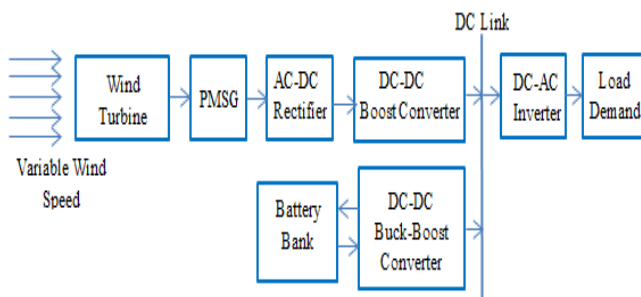 DC Link
Wind
Turbine
PMSG
AC-DC
Rectifier
DC-DC
Boost Converter
DC-AC
Inverter
Load
Demand
Variable Wind
Speed
Battery
Bank
DC-DC
Buck-Boost
Converter